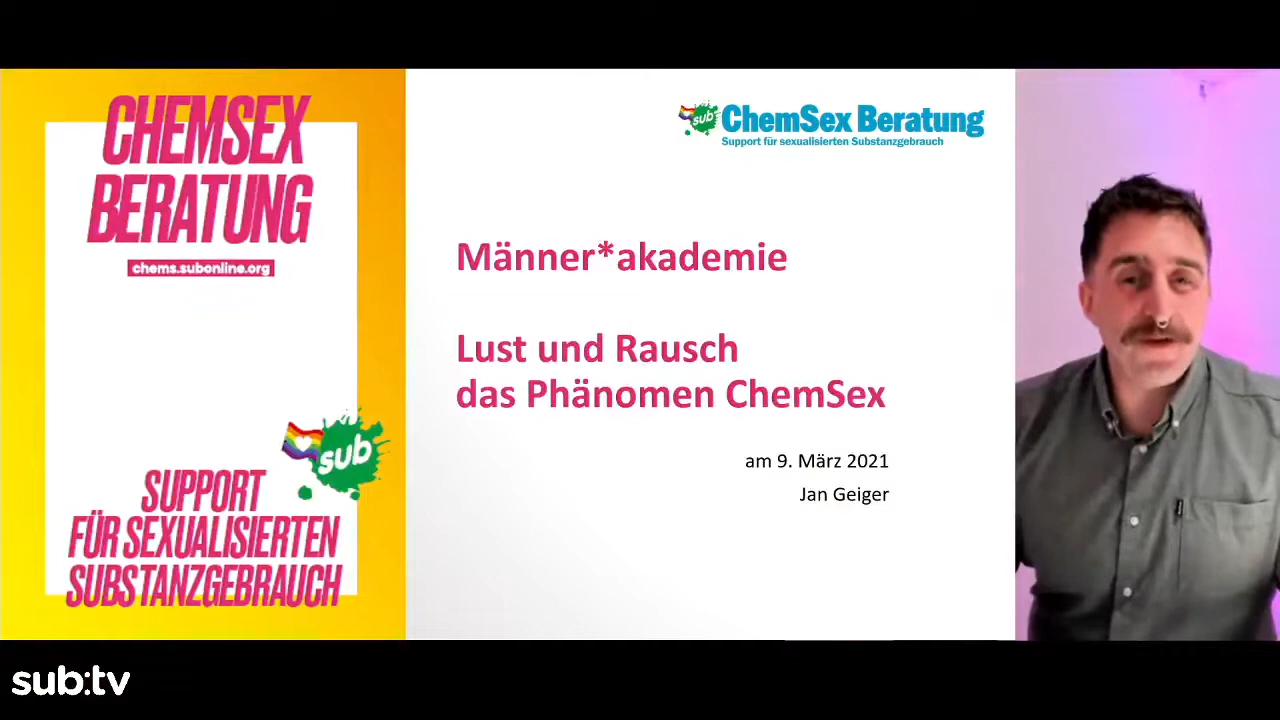 CHEMSEX
BERATUNG
chems.subonline.org
sub
SUPPORT
FÜR SEXUALISIERTEN
SUBSTANZGEBRAUCH
sub
ChemSex Beratung
Support für sexualisierten Substanzgebrauch
Männer*akademie
Lust und Rausch
das Phänomen ChemSex
am 9. März 2021
Jan Geiger
sub:tv